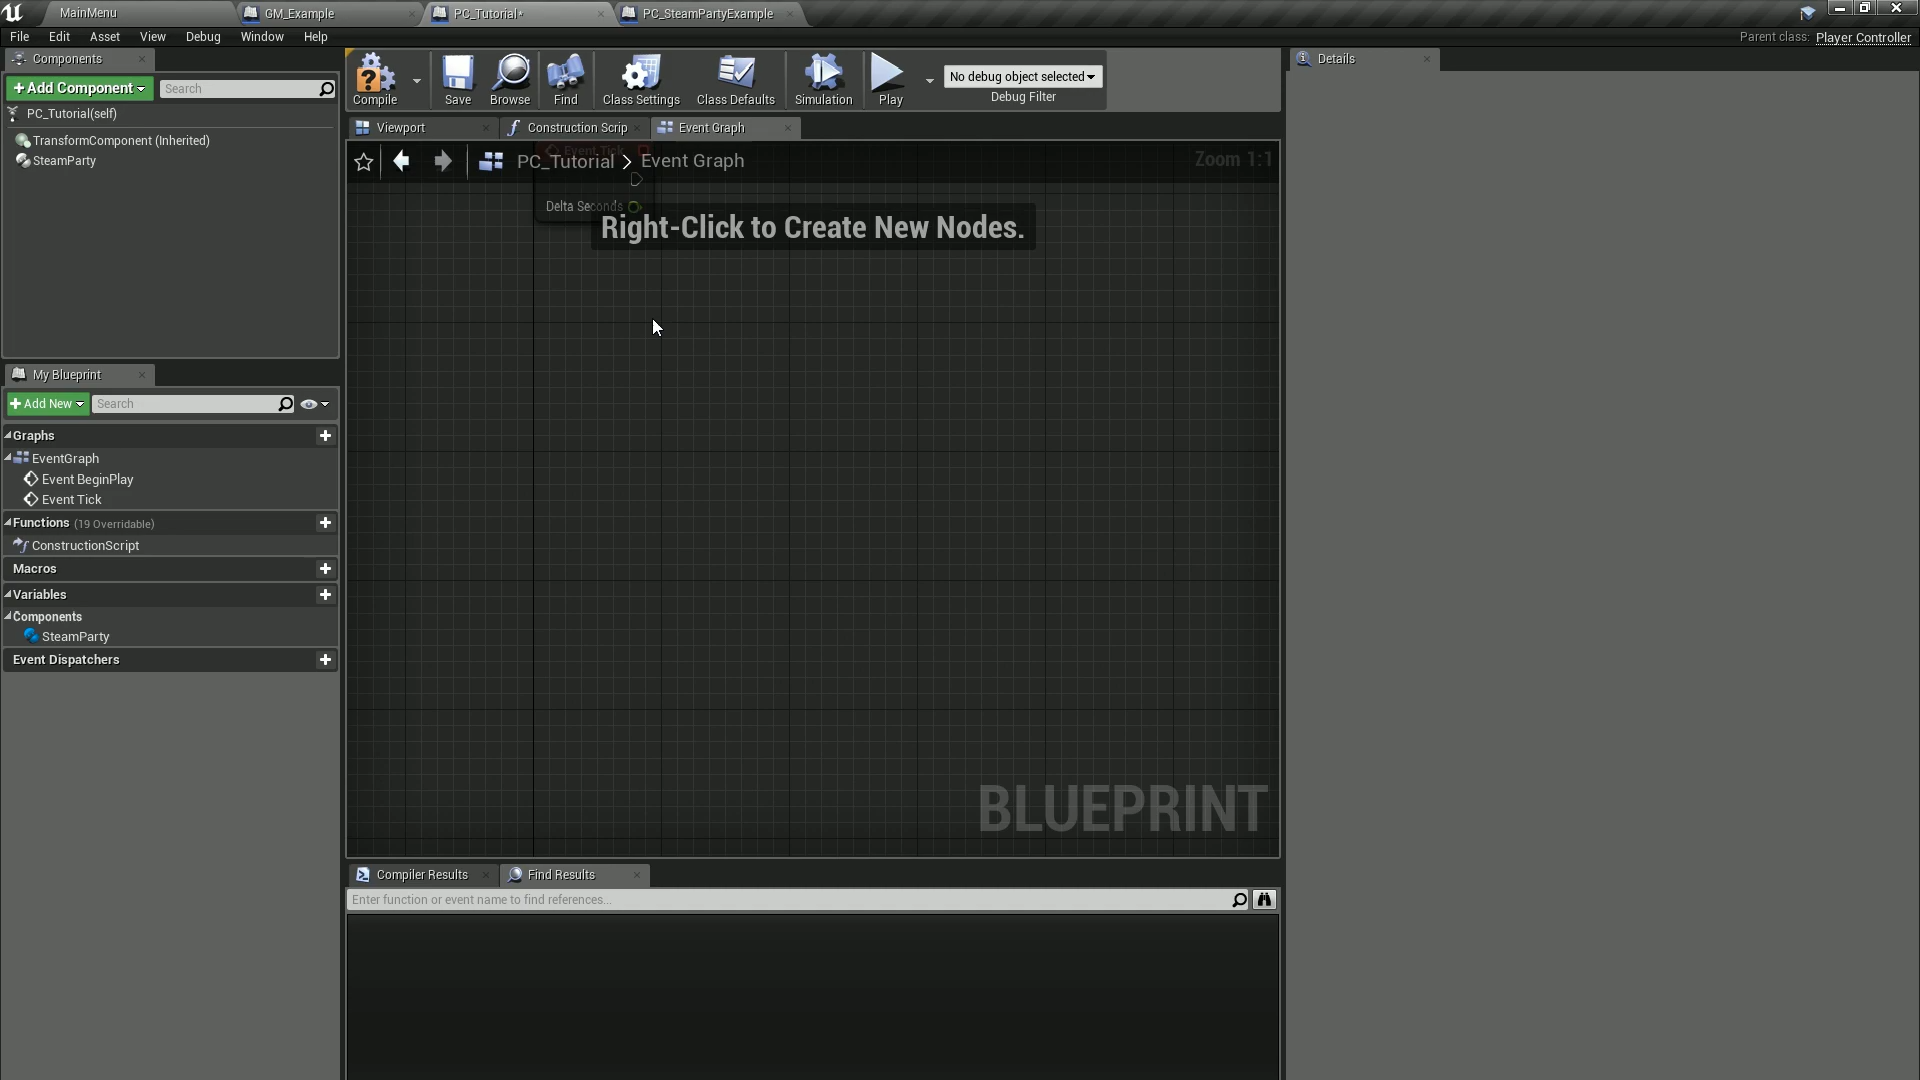 MainMenu
GM_Example
PC_Tutorial*
PC_SteamPartyExample
File Edit Asset View Debug Window Help
Parent class: Player Controller
Components
+Add Component
Search
PC_Tutorial(self)
TransformComponent (Inherited)
SteamParty
My Blueprint
+Add New
Search
Graphs
EventGraph
Event BeginPlay
Event Tick
Functions (19 Overridable)
ConstructionScript
Macros
Variables
Components
SteamParty
Event Dispatchers
Compile
Save
Browse
Find
Class Settings
Class Defaults
Simulation
Play
No debug object selected
Debug Filter
Viewport
Construction Scrip
Event Graph
Event Tick
PC_Tutorial > Event Graph
Zoom 1:1
Delta Seconds
Right-Click to Create New Nodes.
BLUEPRINT
Compiler Results
Find Results
Enter function or event name to find references...
Details